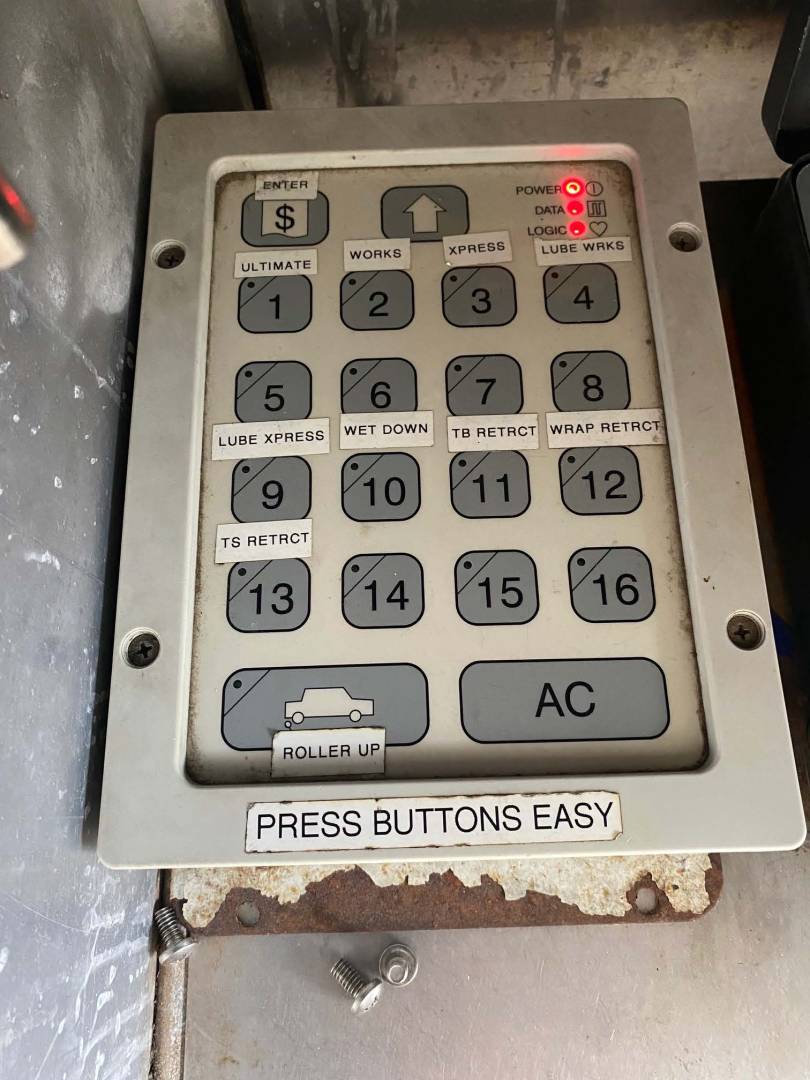 ENTER
$
POWER
DATA
LOGIC
ULTIMATE WORKS XPRESS LUBE WRKS
1 2 3 4
5 6 7 8
LUBE XPRESS WET DOWN TB RETRCT WRAP RETRCT
9 10 11 12
TS RETRCT
13 14 15 16
AC
ROLLER UP
PRESS BUTTONS EASY